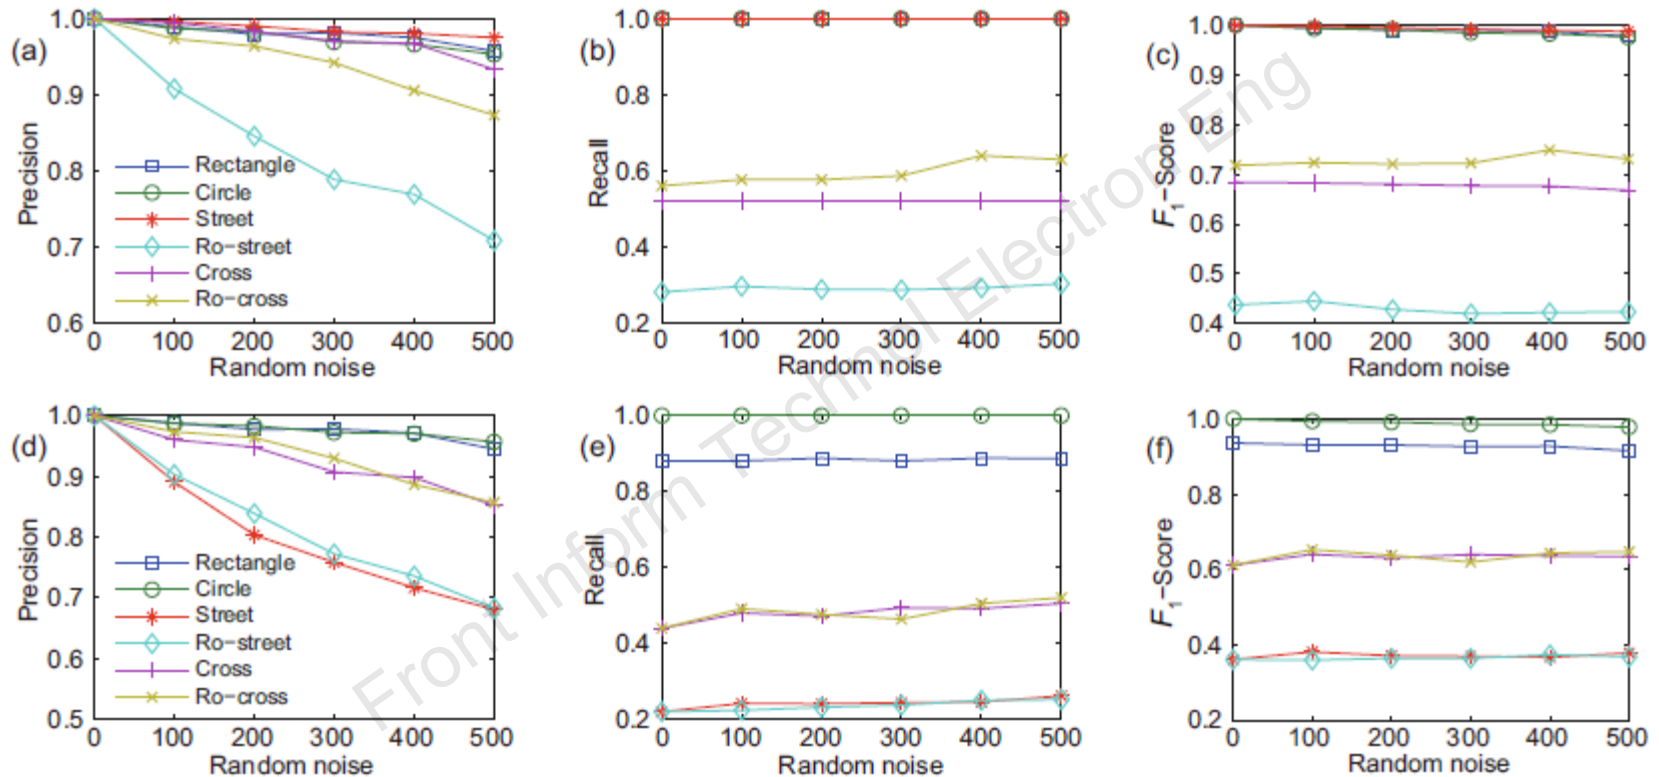 (a)
Precision
1.0
0.9
0.8
0.7
0.6
Rectangle
Circle
Street
Ro−street
Cross
Ro−cross
0 100 200 300 400 500
Random noise
(b)
Recall
1.0
0.8
0.6
0.4
0.2
0 100 200 300 400 500
Random noise
(c)
F1−Score
1.0
0.9
0.8
0.7
0.6
0.5
0.4
0 100 200 300 400 500
Random noise
(d)
Precision
1.0
0.9
0.8
0.7
0.6
0.5
Rectangle
Circle
Street
Ro−street
Cross
Ro−cross
0 100 200 300 400 500
Random noise
(e)
Recall
1.0
0.8
0.6
0.4
0.2
0 100 200 300 400 500
Random noise
(f)
F1−Score
1.0
0.8
0.6
0.4
0.2
0 100 200 300 400 500
Random noise
Front Inform Technol Electron Eng